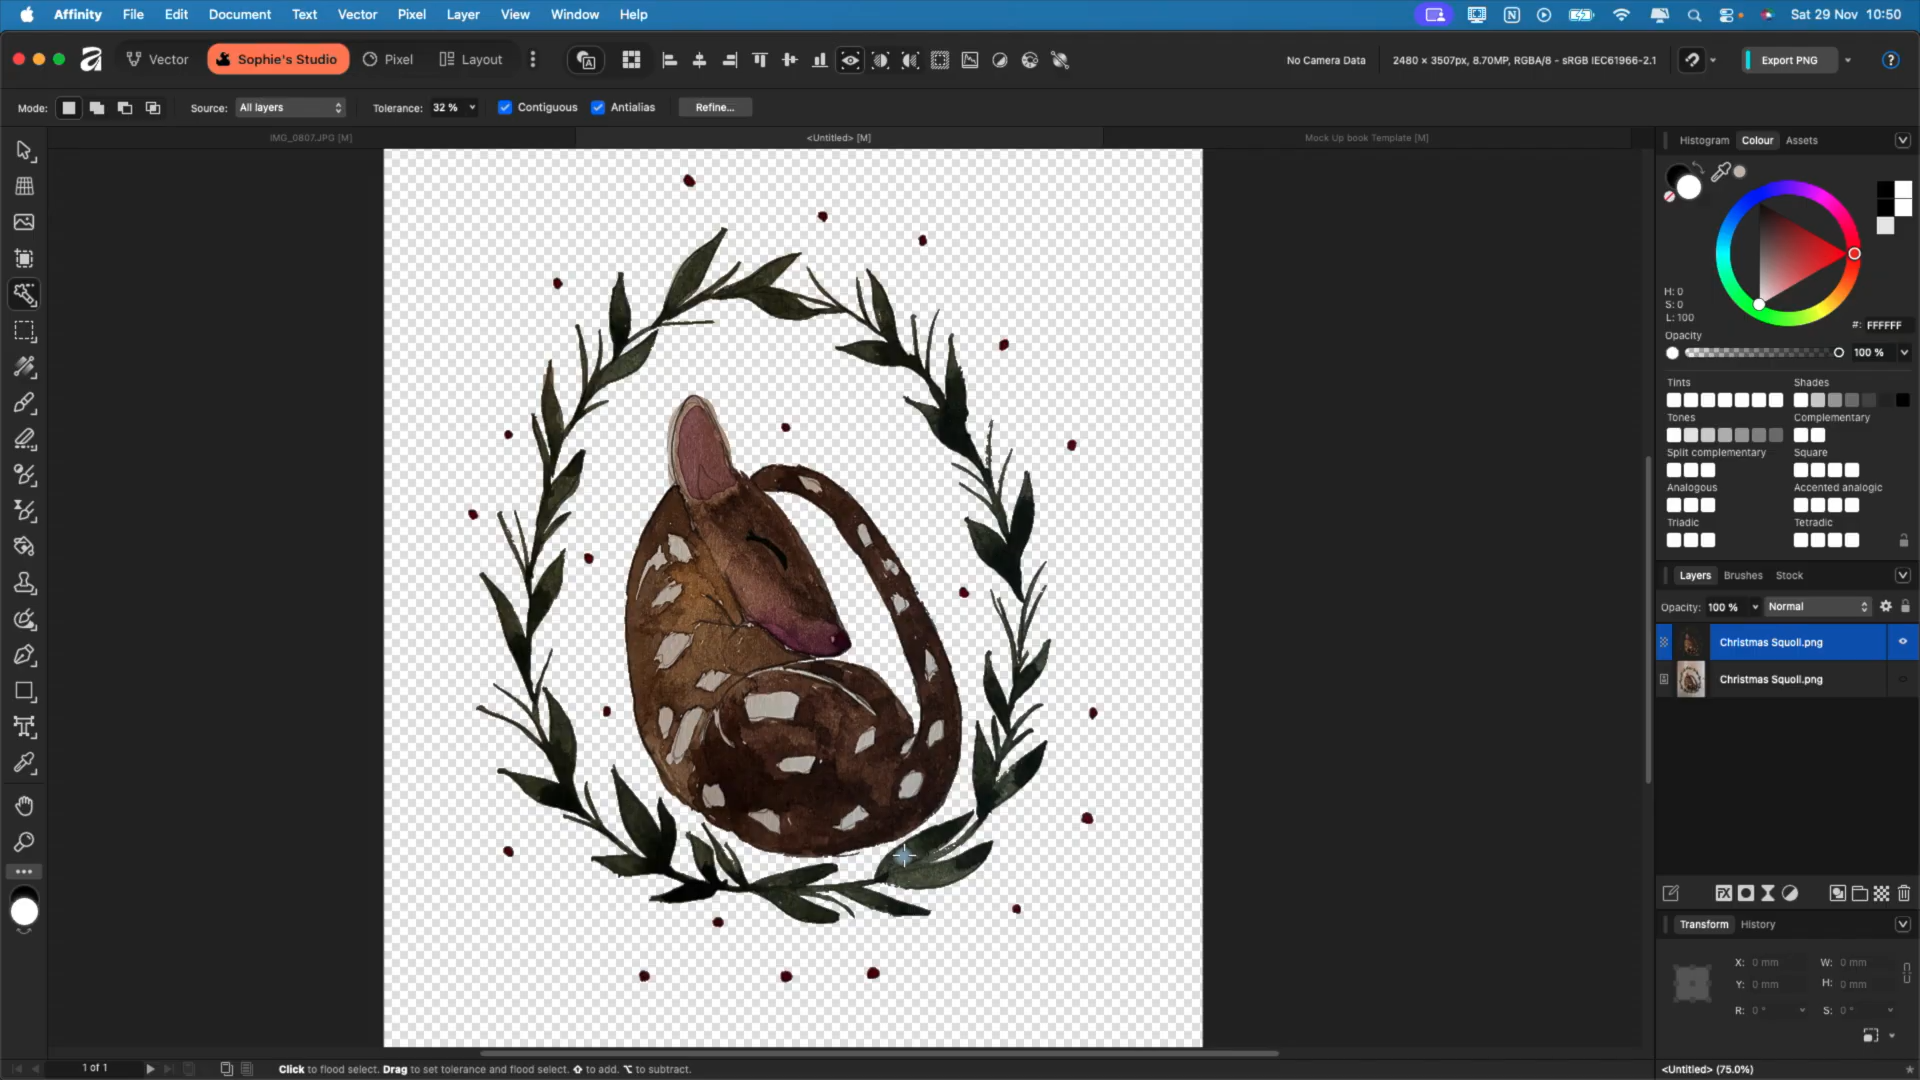 Affinity File Edit Document Text Vector Pixel Layer View Window Help Sat 29 Nov 10:50
Vector Sophie's Studio Pixel Layout No Camera Data 2480 × 3507px, 8.70MP, RGBA/8 - sRGB IEC61966-2.1 Export PNG
Mode: Source: All layers Tolerance: 32 % Contiguous Antialias Refine...
IMG_0807.JPG [M] <Untitled> [M] Mock Up book Template [M]
Histogram Colour Assets
H: 0
S: 0
L: 100
#: FFFFFF
Opacity
100 %
Tints Shades
Tones Complementary
Split complementary Square
Analogous Accented analogic
Triadic Tetradic
Layers Brushes Stock
Opacity: 100 % Normal
Christmas Squoll.png
Christmas Squoll.png
FX
Transform History
X: 0 mm W: 0 mm
Y: 0 mm H: 0 mm
R: 0 ° S: 0 °
1 of 1 Click to flood select. Drag to set tolerance and flood select. ⇧ to add. ⌥ to subtract. <Untitled> (75.0%)